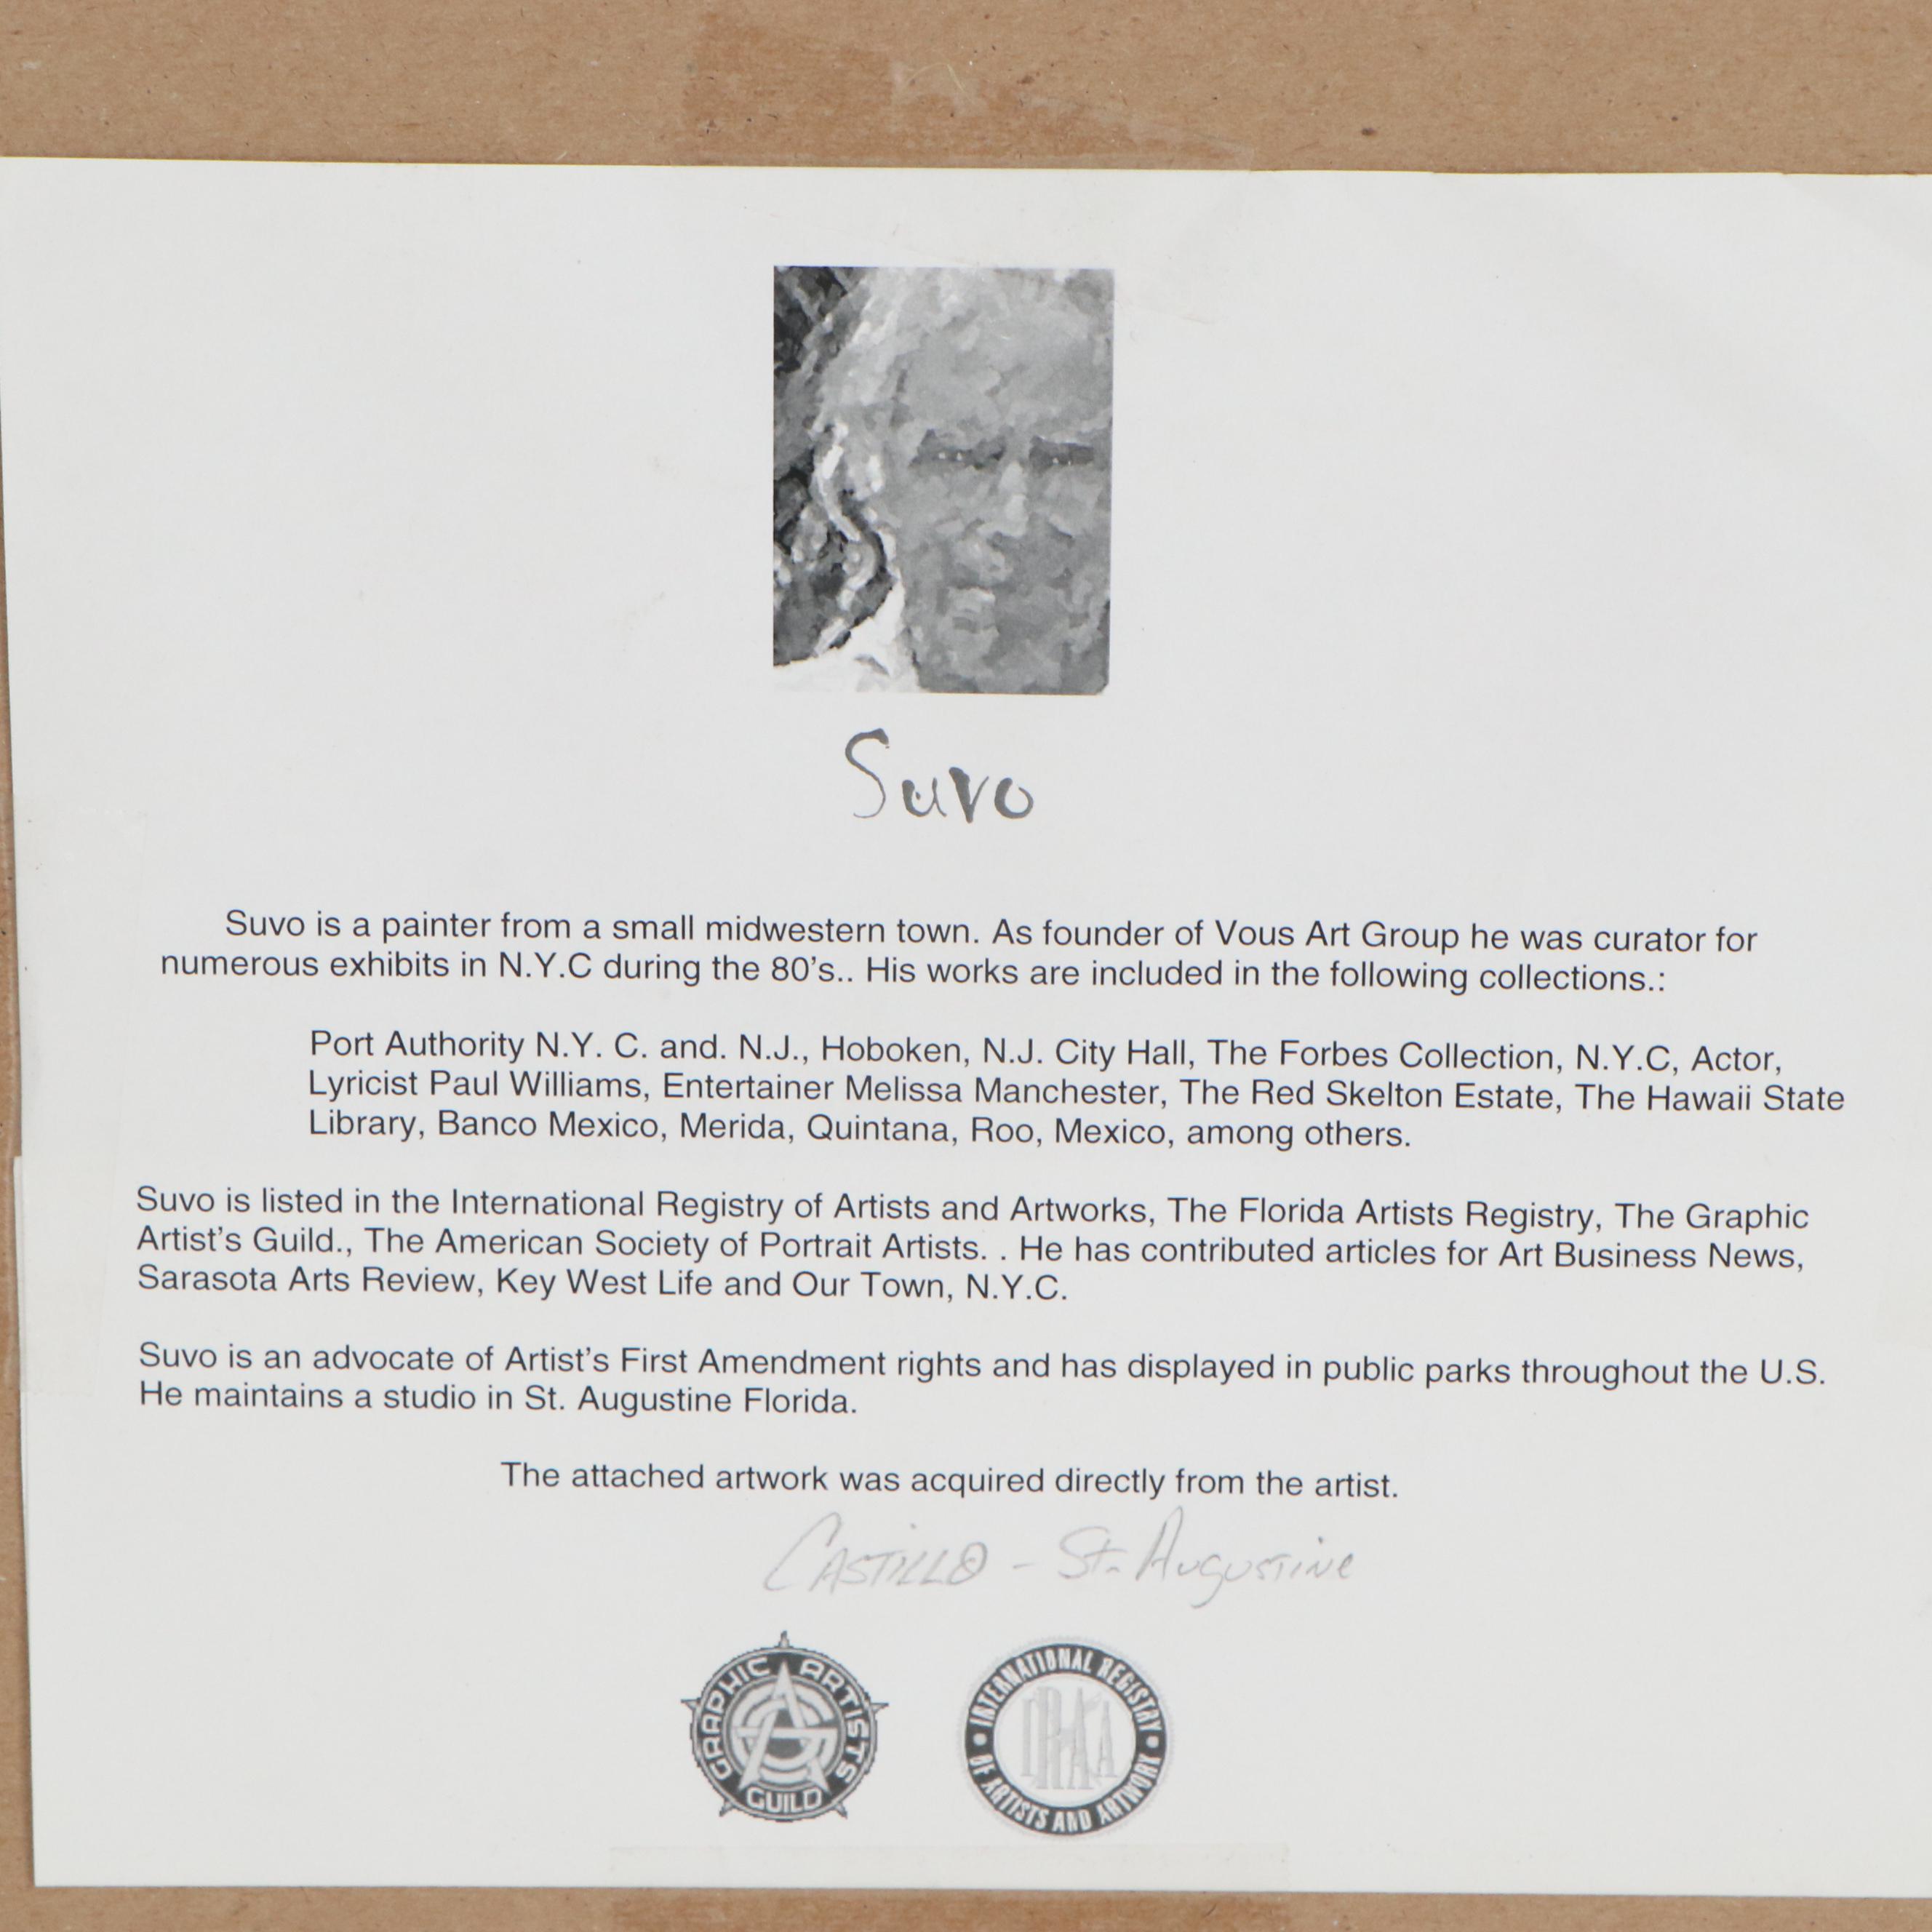 Suvo
Suvo is a painter from a small midwestern town. As founder of Vous Art Group he was curator for
numerous exhibits in N.Y.C during the 80's.. His works are included in the following collections.:
Port Authority N.Y. C. and. N.J., Hoboken, N.J. City Hall, The Forbes Collection, N.Y.C, Actor,
Lyricist Paul Williams, Entertainer Melissa Manchester, The Red Skelton Estate, The Hawaii State
Library, Banco Mexico, Merida, Quintana, Roo, Mexico, among others.
Suvo is listed in the International Registry of Artists and Artworks, The Florida Artists Registry, The Graphic
Artist's Guild., The American Society of Portrait Artists. . He has contributed articles for Art Business News,
Sarasota Arts Review, Key West Life and Our Town, N.Y.C.
Suvo is an advocate of Artist's First Amendment rights and has displayed in public parks throughout the U.S.
He maintains a studio in St. Augustine Florida.
The attached artwork was acquired directly from the artist.
CASTILLO - St. AUGUSTINE
GRAPHIC ARTISTS
GUILD
INTERNATIONAL REGISTRY
IRAA
OF ARTISTS AND ARTWORK